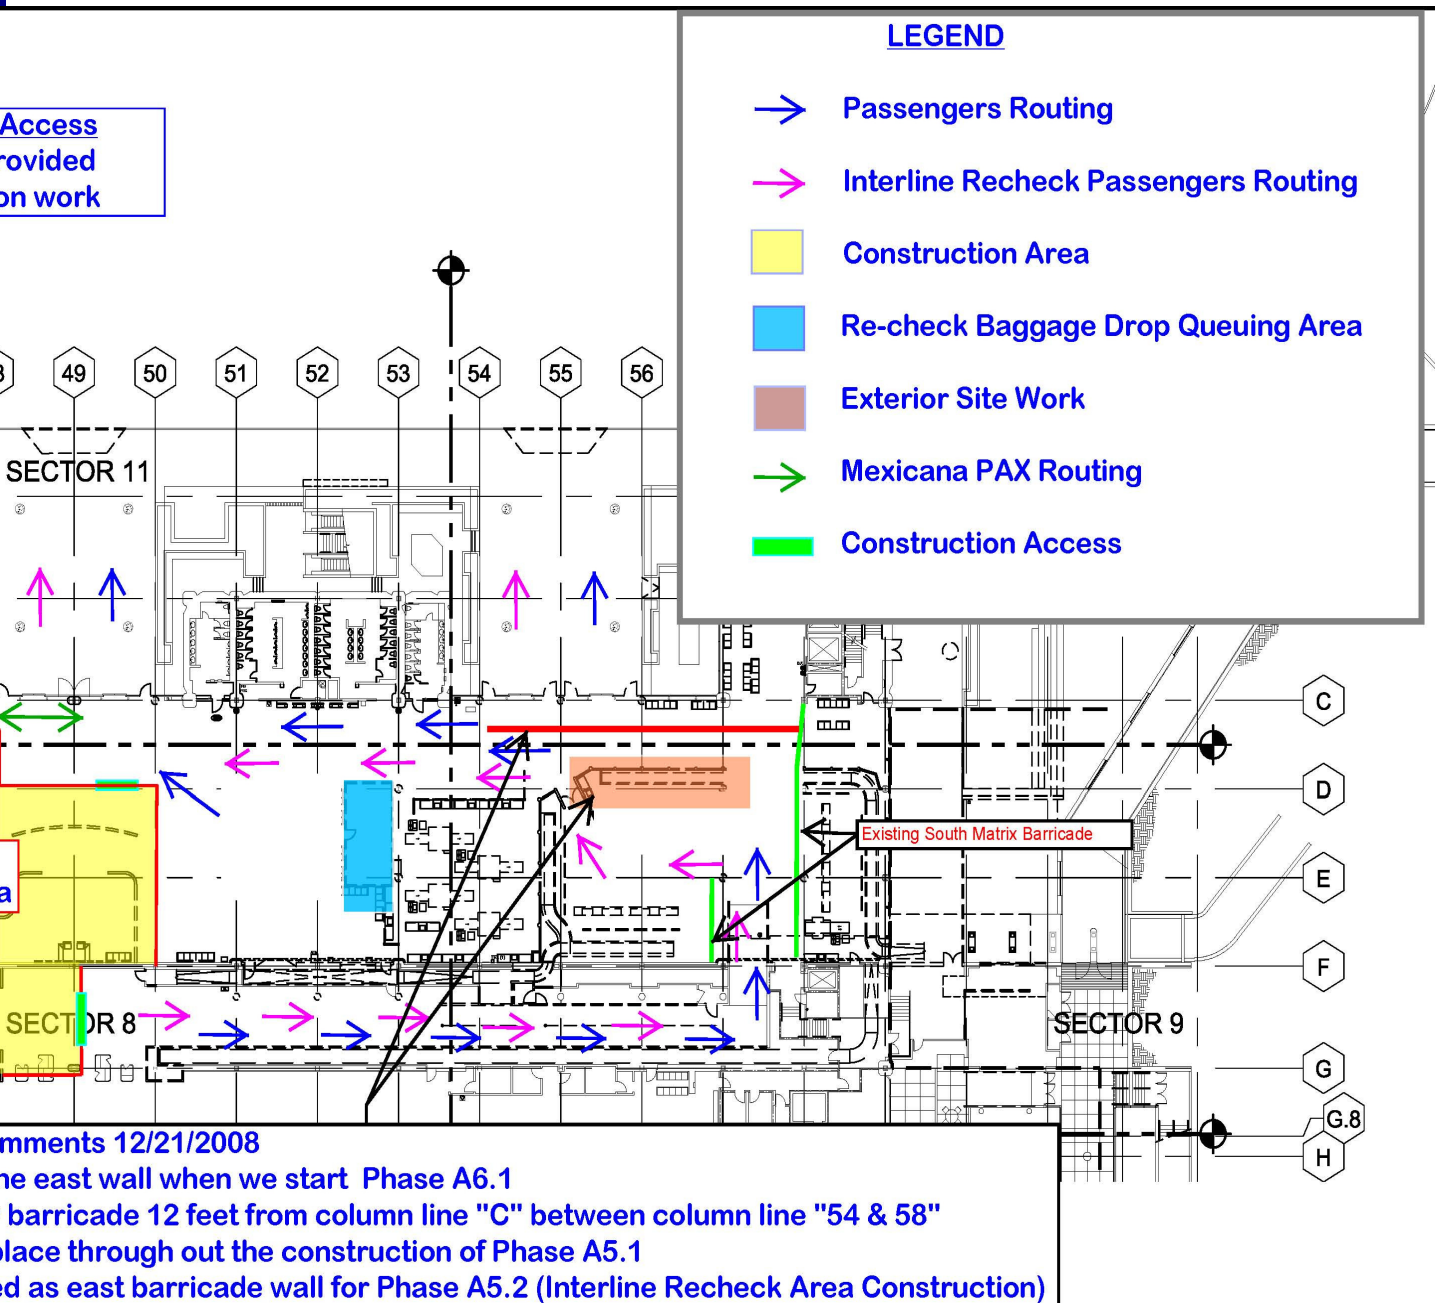 LEGEND
Passengers Routing
Interline Recheck Passengers Routing
Construction Area
Re-check Baggage Drop Queuing Area
Exterior Site Work
Mexicana PAX Routing
Construction Access
Access
rovided
on work
49 50 51 52 53 54 55 56
SECTOR 11
C
D
Existing South Matrix Barricade
a
E
F
SECTOR 8
SECTOR 9
G
G.8
H
mments 12/21/2008
he east wall when we start Phase A6.1
barricade 12 feet from column line "C" between column line "54 & 58"
place through out the construction of Phase A5.1
ed as east barricade wall for Phase A5.2 (Interline Recheck Area Construction)